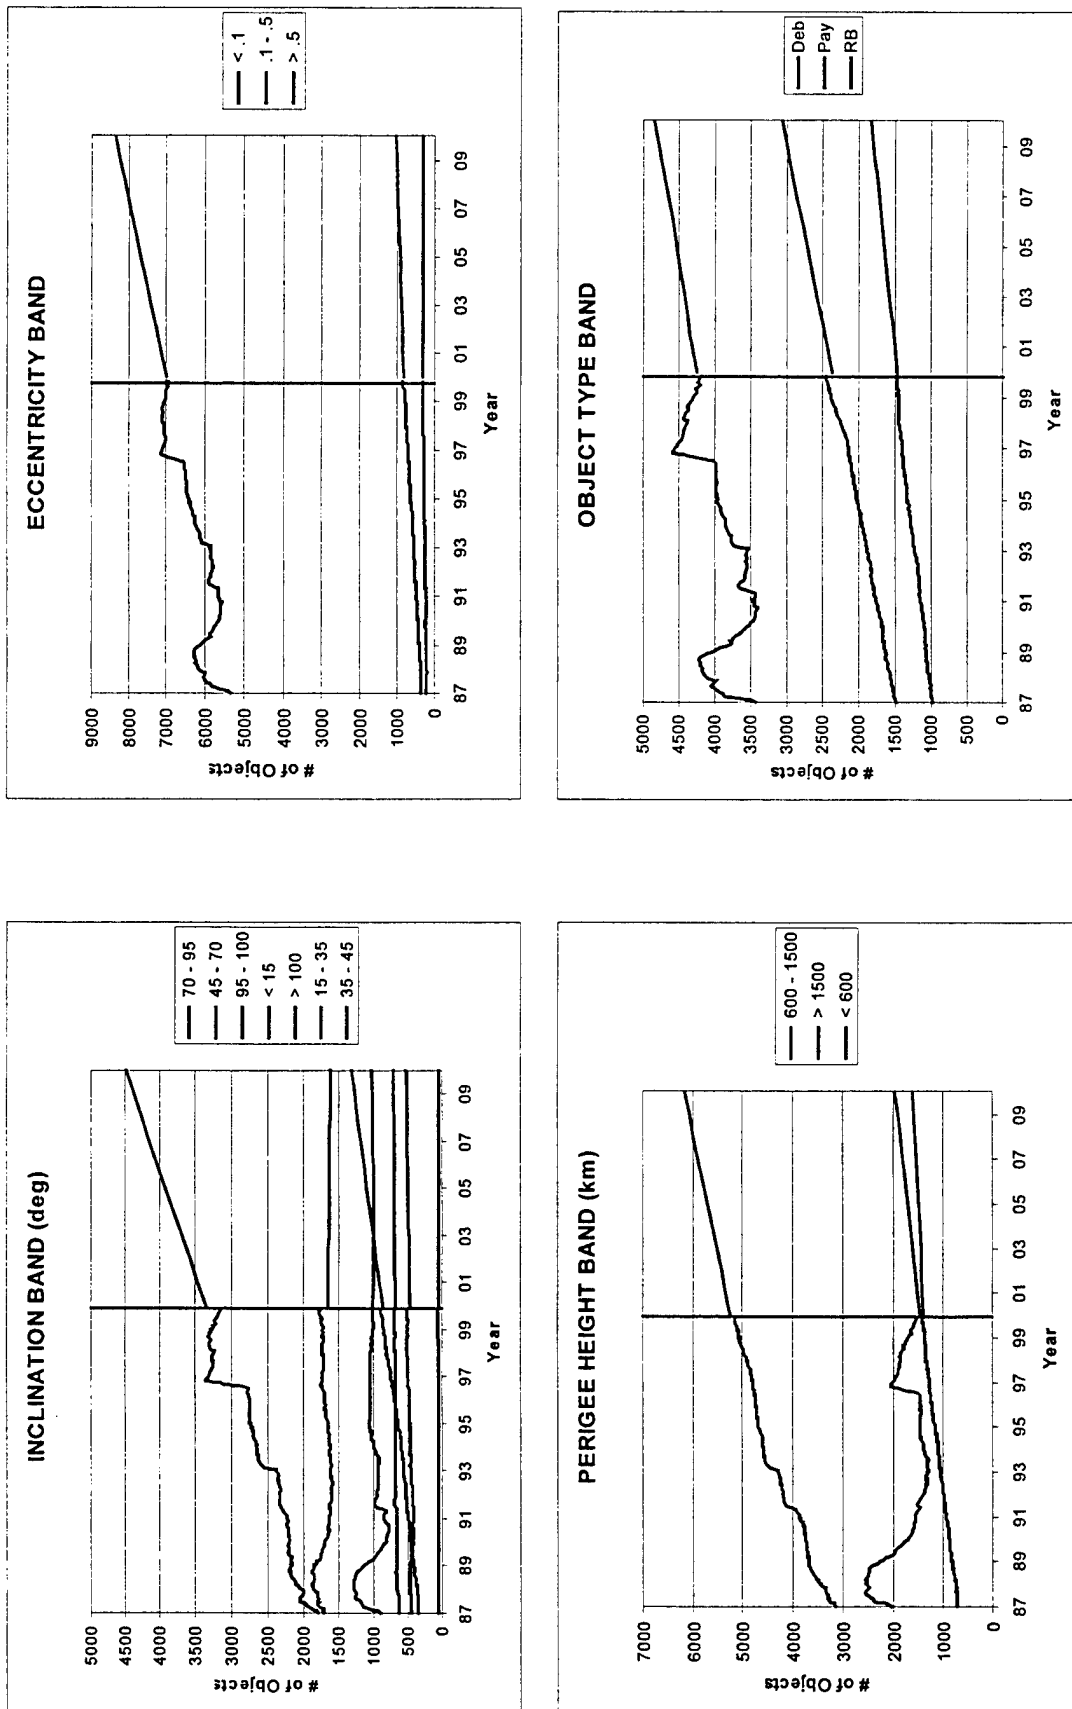 INCLINATION BAND (deg)
# of Objects
5000
4500
4000
3500
3000
2500
2000
1500
1000
500
0
87 89 91 93 95 97 99 01 03 05 07 09
Year
70 - 95
45 - 70
95 - 100
< 15
> 100
15 - 35
35 - 45
ECCENTRICITY BAND
# of Objects
9000
8000
7000
6000
5000
4000
3000
2000
1000
0
87 89 91 93 95 97 99 01 03 05 07 09
Year
< .1
.1 - .5
> .5
PERIGEE HEIGHT BAND (km)
# of Objects
7000
6000
5000
4000
3000
2000
1000
0
87 89 91 93 95 97 99 01 03 05 07 09
Year
600 - 1500
> 1500
< 600
OBJECT TYPE BAND
# of Objects
5000
4500
4000
3500
3000
2500
2000
1500
1000
500
0
87 89 91 93 95 97 99 01 03 05 07 09
Year
Deb
Pay
RB